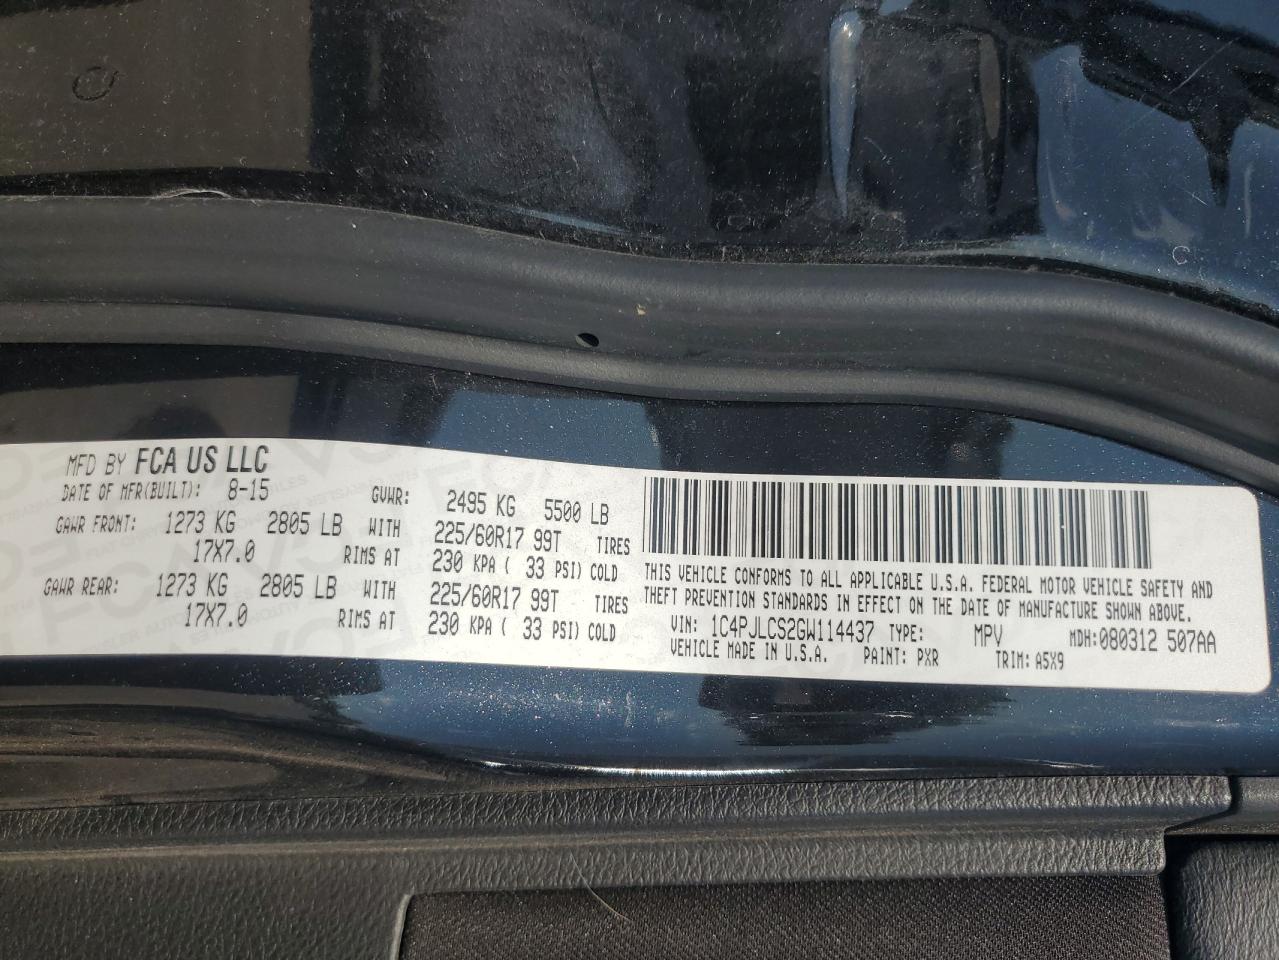 MFD BY FCA US LLC
DATE OF MFR(BUILT): 8-15 GVWR: 2495 KG 5500 LB
GAWR FRONT: 1273 KG 2805 LB WITH 225/60R17 99T TIRES
17X7.0 RIMS AT 230 KPA ( 33 PSI) COLD
GAWR REAR: 1273 KG 2805 LB WITH 225/60R17 99T TIRES
17X7.0 RIMS AT 230 KPA ( 33 PSI) COLD
THIS VEHICLE CONFORMS TO ALL APPLICABLE U.S.A. FEDERAL MOTOR VEHICLE SAFETY AND
THEFT PREVENTION STANDARDS IN EFFECT ON THE DATE OF MANUFACTURE SHOWN ABOVE.
VIN: 1C4PJLCS2GW114437 TYPE: MPV MDH:080312 507AA
VEHICLE MADE IN U.S.A. PAINT: PXR TRIM: A5X9